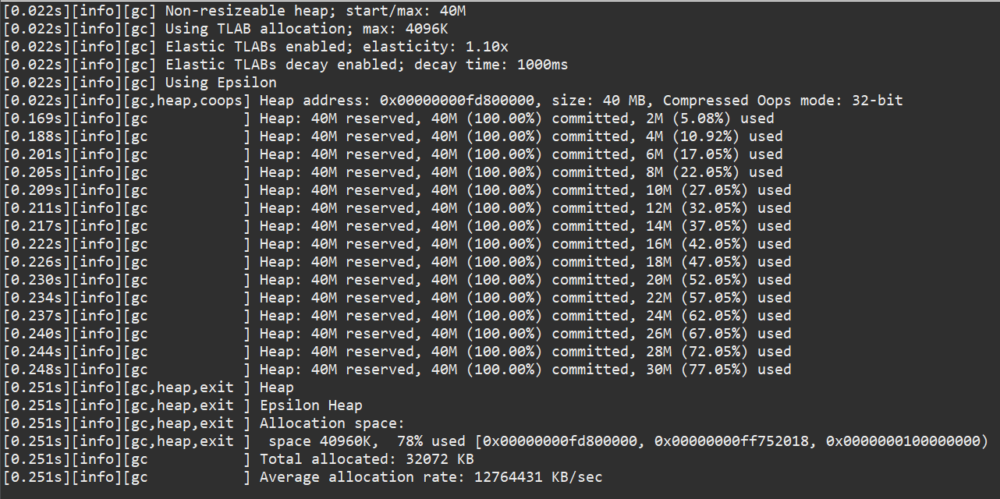 [0.022s][info][gc] Non-resizeable heap; start/max: 40M
[0.022s][info][gc] Using TLAB allocation; max: 4096K
[0.022s][info][gc] Elastic TLABs enabled; elasticity: 1.10x
[0.022s][info][gc] Elastic TLABs decay enabled; decay time: 1000ms
[0.022s][info][gc] Using Epsilon
[0.022s][info][gc,heap,coops] Heap address: 0x00000000fd800000, size: 40 MB, Compressed Oops mode: 32-bit
[0.169s][info][gc           ] Heap: 40M reserved, 40M (100.00%) committed, 2M (5.08%) used
[0.188s][info][gc           ] Heap: 40M reserved, 40M (100.00%) committed, 4M (10.92%) used
[0.201s][info][gc           ] Heap: 40M reserved, 40M (100.00%) committed, 6M (17.05%) used
[0.205s][info][gc           ] Heap: 40M reserved, 40M (100.00%) committed, 8M (22.05%) used
[0.209s][info][gc           ] Heap: 40M reserved, 40M (100.00%) committed, 10M (27.05%) used
[0.211s][info][gc           ] Heap: 40M reserved, 40M (100.00%) committed, 12M (32.05%) used
[0.217s][info][gc           ] Heap: 40M reserved, 40M (100.00%) committed, 14M (37.05%) used
[0.222s][info][gc           ] Heap: 40M reserved, 40M (100.00%) committed, 16M (42.05%) used
[0.226s][info][gc           ] Heap: 40M reserved, 40M (100.00%) committed, 18M (47.05%) used
[0.230s][info][gc           ] Heap: 40M reserved, 40M (100.00%) committed, 20M (52.05%) used
[0.234s][info][gc           ] Heap: 40M reserved, 40M (100.00%) committed, 22M (57.05%) used
[0.237s][info][gc           ] Heap: 40M reserved, 40M (100.00%) committed, 24M (62.05%) used
[0.240s][info][gc           ] Heap: 40M reserved, 40M (100.00%) committed, 26M (67.05%) used
[0.244s][info][gc           ] Heap: 40M reserved, 40M (100.00%) committed, 28M (72.05%) used
[0.248s][info][gc           ] Heap: 40M reserved, 40M (100.00%) committed, 30M (77.05%) used
[0.251s][info][gc,heap,exit ] Heap
[0.251s][info][gc,heap,exit ] Epsilon Heap
[0.251s][info][gc,heap,exit ] Allocation space:
[0.251s][info][gc,heap,exit ]  space 40960K,  78% used [0x00000000fd800000, 0x00000000ff752018, 0x0000000100000000)
[0.251s][info][gc           ] Total allocated: 32072 KB
[0.251s][info][gc           ] Average allocation rate: 12764431 KB/sec